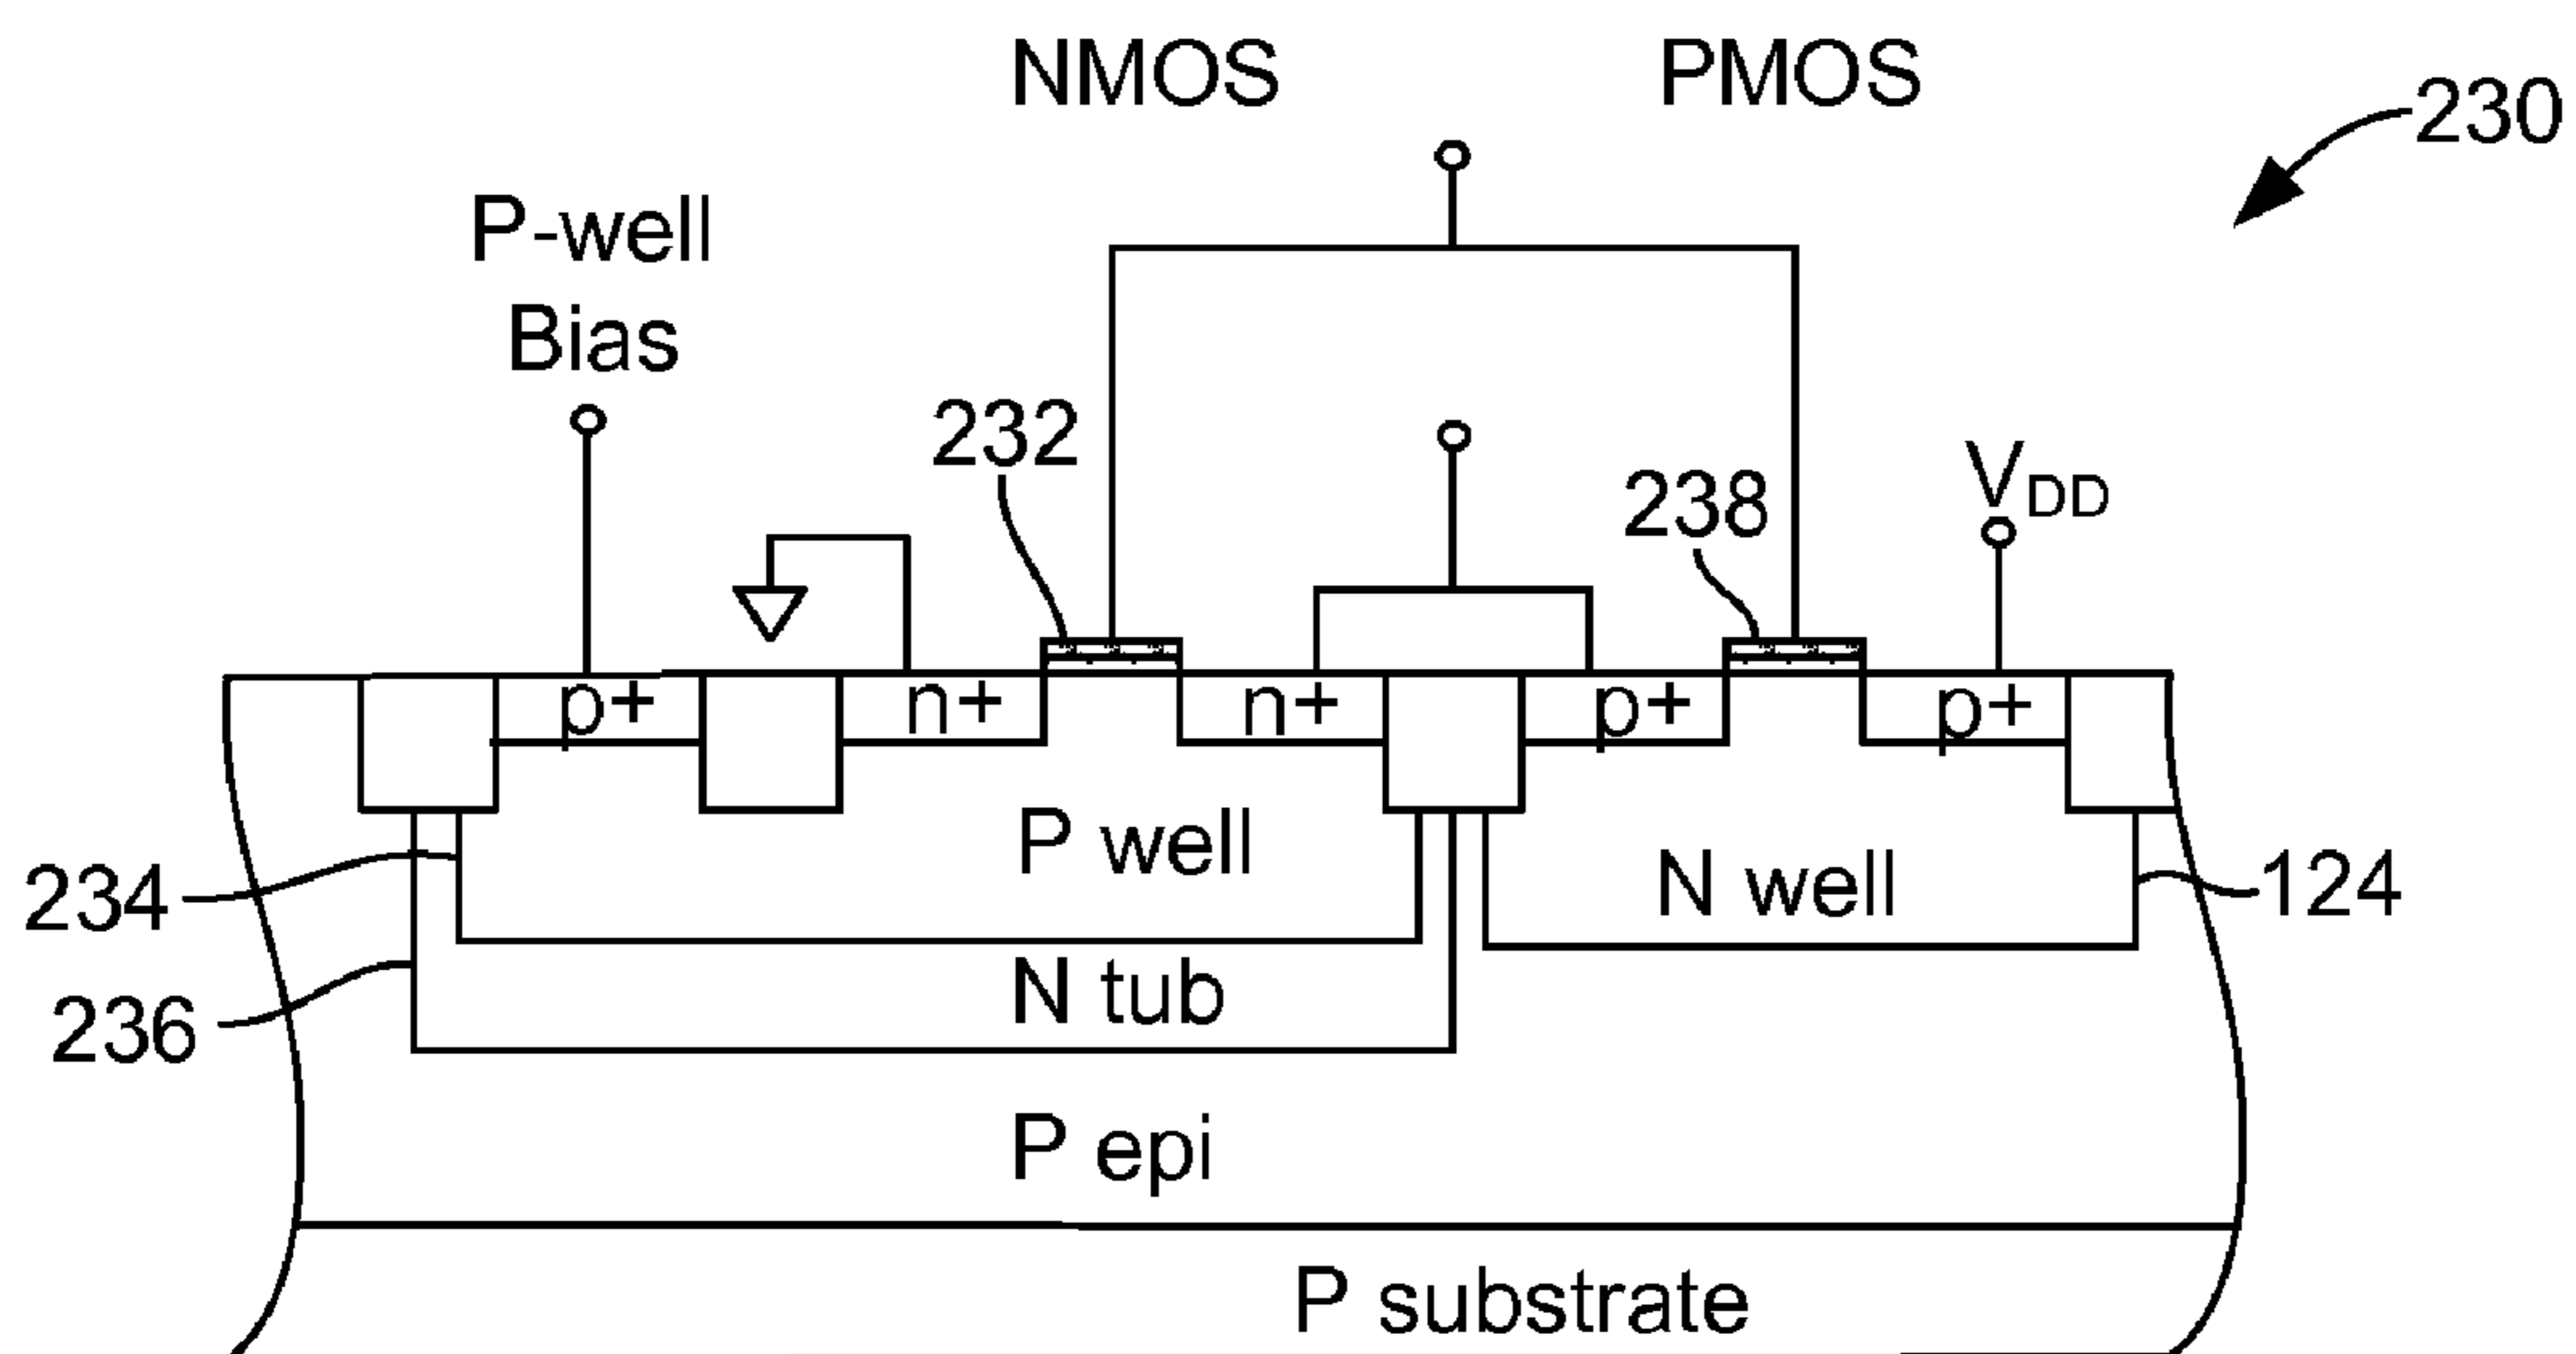 NMOS
PMOS
230
P-well
Bias
232
238
VDD
p+
n+
n+
p+
p+
P well
N well
234
124
N tub
236
P epi
P substrate